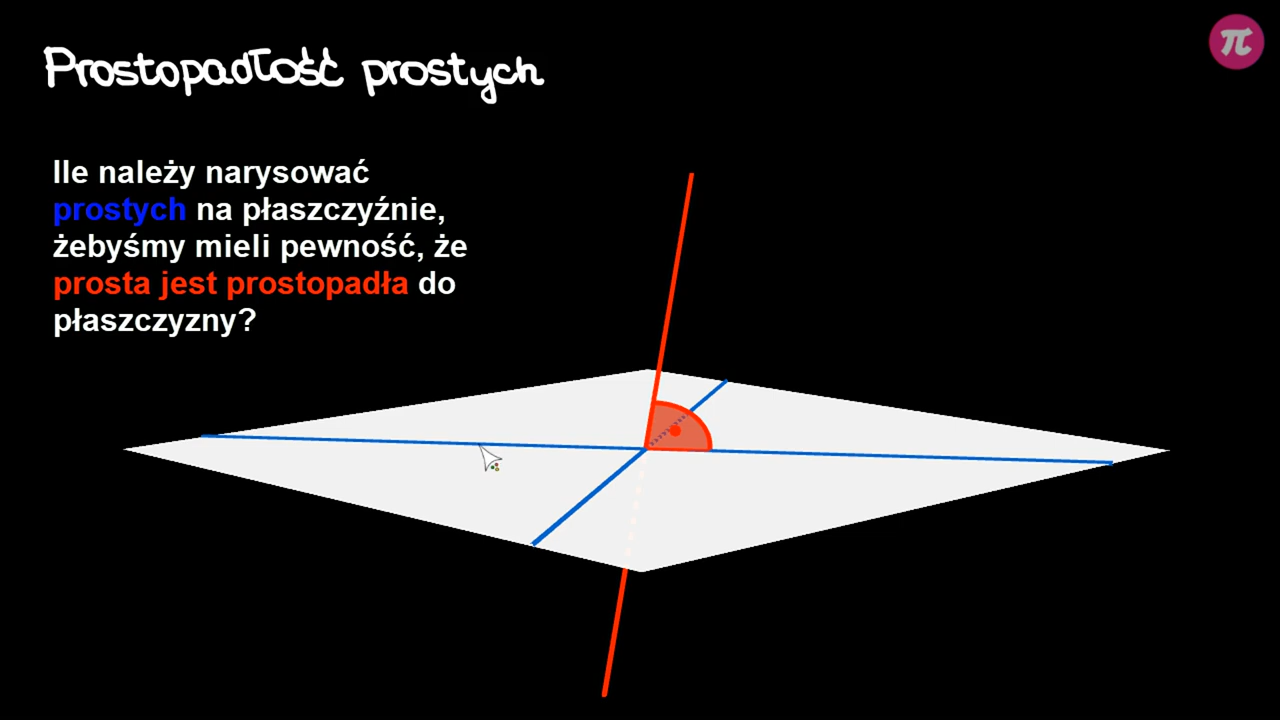 Prostopadłość prostych
Ile należy narysować
prostych na płaszczyźnie,
żebyśmy mieli pewność, że
prosta jest prostopadła do
płaszczyzny?
π